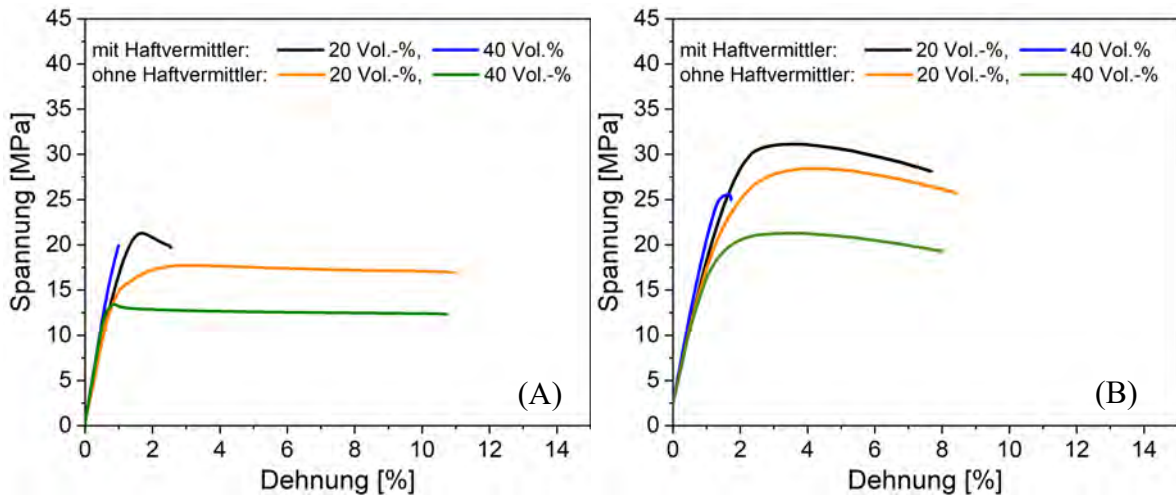 45
40
35
30
25
20
15
10
5
0
Spannung [MPa]
mit Haftvermittler: 20 Vol.-%, 40 Vol.%
ohne Haftvermittler: 20 Vol.-%, 40 Vol.-%
(A)
0 2 4 6 8 10 12 14
Dehnung [%]
45
40
35
30
25
20
15
10
5
0
Spannung [MPa]
mit Haftvermittler: 20 Vol.-%, 40 Vol.%
ohne Haftvermittler: 20 Vol.-%, 40 Vol.-%
(B)
0 2 4 6 8 10 12 14
Dehnung [%]